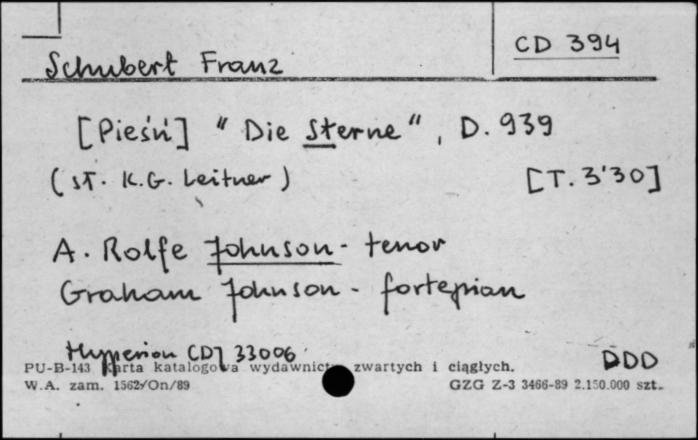 CD 394
Schubert Franz
[Pieśń] "Die Sterne", D. 939
(sł. K.G. Leitner) [T. 3'30]
A. Rolfe Johnson - tenor
Graham Johnson - fortepian
Hyperion CDJ 33006 DDD
PU-B-143 Karta katalogowa wydawnictw zwartych i ciągłych.
W.A. zam. 1562/On/89 GZG Z-3 3466-89 2.150.000 szt.